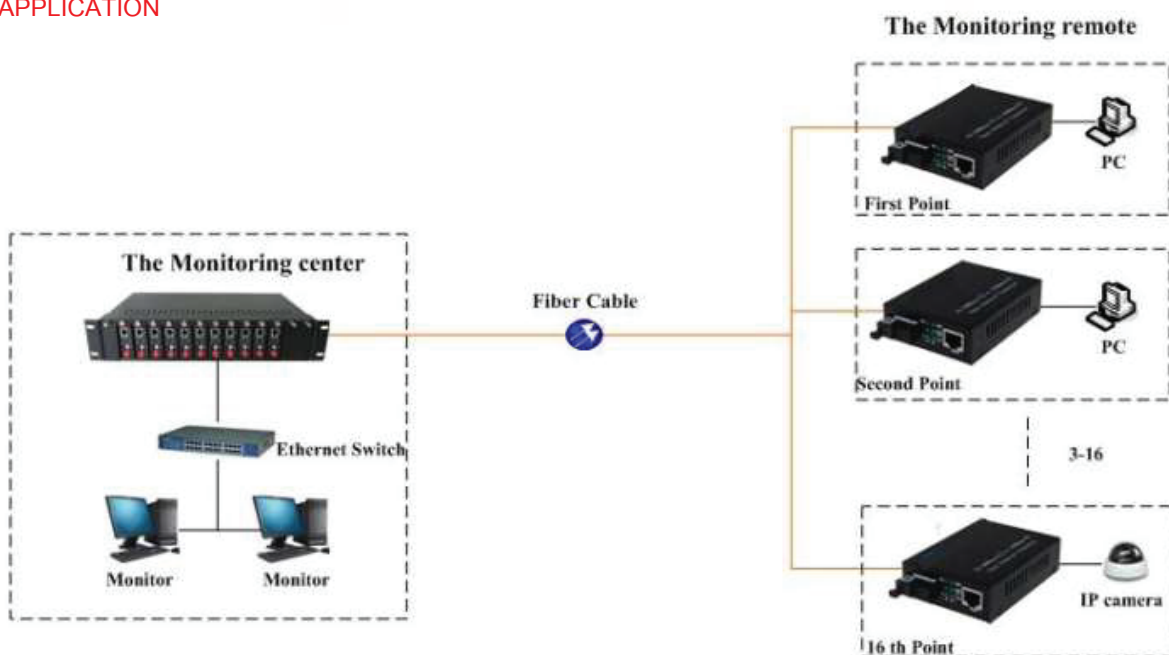 APPLICATION
The Monitoring remote
PC
First Point
The Monitoring center
Fiber Cable
PC
Second Point
Ethernet Switch
3-16
Monitor
Monitor
IP camera
16 th Point